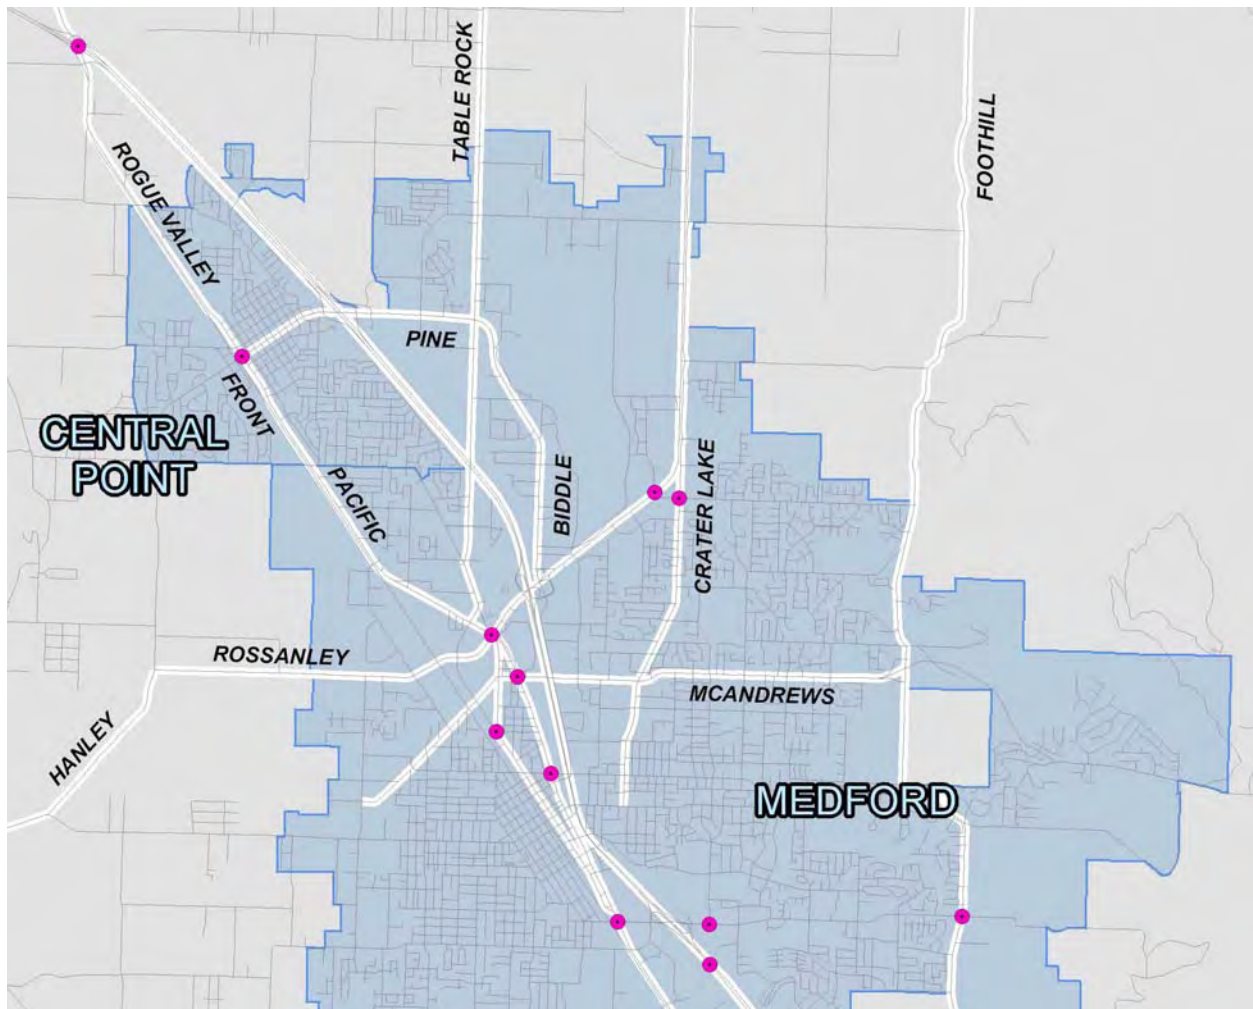 TABLE ROCK
FOOTHILL
ROGUE VALLEY
PINE
FRONT
CENTRAL
POINT
PACIFIC
BIDDLE
CRATER LAKE
ROSSANLEY
MCANDREWS
HANLEY
MEDFORD